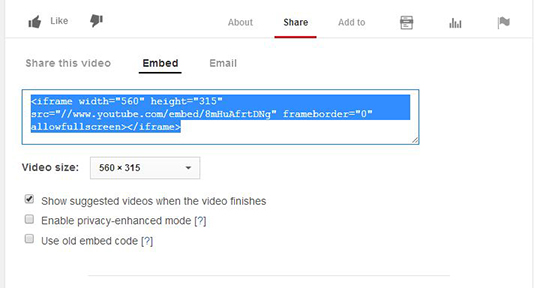 Like About Share Add to
Share this video Embed Email
<iframe width="560" height="315"
src="//www.youtube.com/embed/8mHuAfrtDNg" frameborder="0"
allowfullscreen></iframe>
Video size: 560 × 315
Show suggested videos when the video finishes
Enable privacy-enhanced mode [?]
Use old embed code [?]